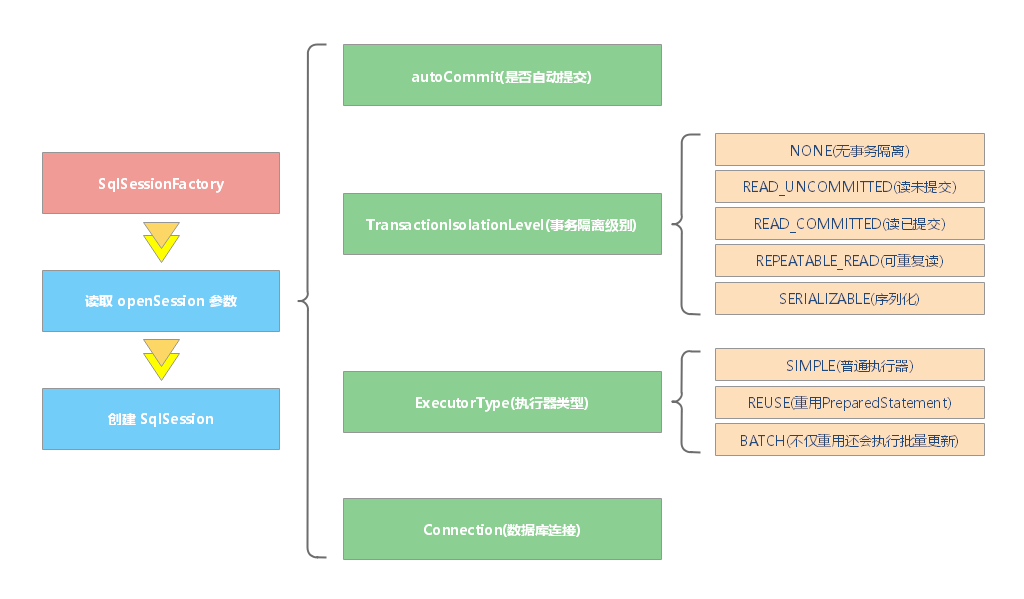 SqlSessionFactory
读取 openSession 参数
创建 SqlSession
autoCommit(是否自动提交)
TransactionIsolationLevel(事务隔离级别)
NONE(无事务隔离)
READ_UNCOMMITTED(读未提交)
READ_COMMITTED(读已提交)
REPEATABLE_READ(可重复读)
SERIALIZABLE(序列化)
ExecutorType(执行器类型)
SIMPLE(普通执行器)
REUSE(重用PreparedStatement)
BATCH(不仅重用还会执行批量更新)
Connection(数据库连接)